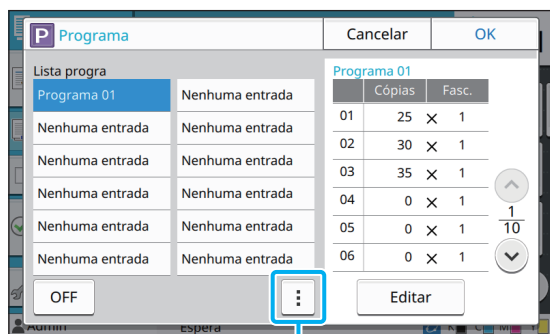 P Programa Cancelar OK
Lista progra Programa 01
Programa 01 Nenhuma entrada
Nenhuma entrada Nenhuma entrada
Nenhuma entrada Nenhuma entrada
Nenhuma entrada Nenhuma entrada
Nenhuma entrada Nenhuma entrada
Nenhuma entrada Nenhuma entrada
Cópias Fasc.
01 25 × 1
02 30 × 1
03 35 × 1
04 0 × 1
05 0 × 1
06 0 × 1
1
10
OFF Editar
Admin Espera K C M Y